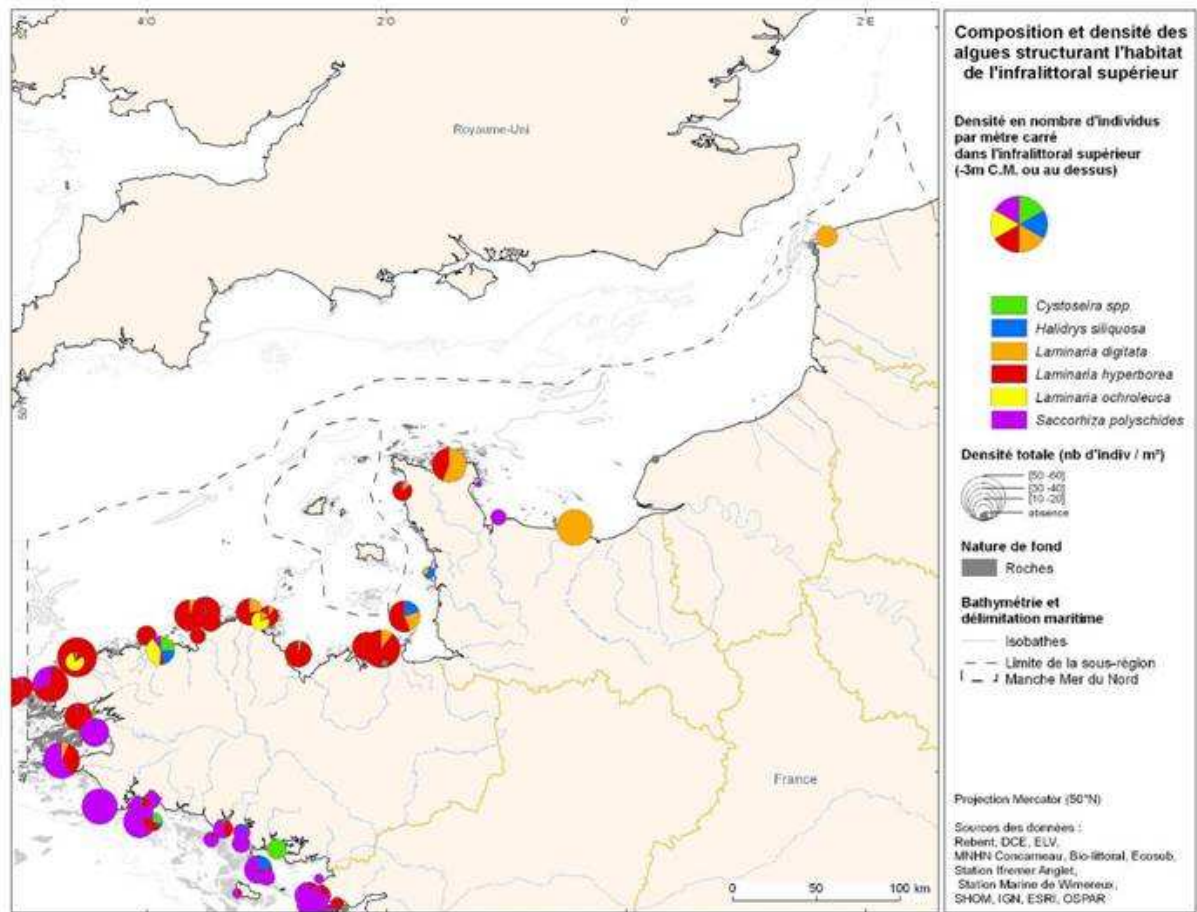 4°0'
2°0'
0°
2°E
50°N
48°N
Royaume-Uni
France
0 50 100 km
Composition et densité des
algues structurant l'habitat
de l'infralittoral supérieur
Densité en nombre d'individus
par mètre carré
dans l'infralittoral supérieur
(-3m C.M. ou au dessus)
Cystoseira spp.
Halidrys siliquosa
Laminaria digitata
Laminaria hyperborea
Laminaria ochroleuca
Saccorhiza polyschides
Densité totale (nb d'indiv / m²)
[50 -60]
[30 -40]
[10 -20]
absence
Nature de fond
Roches
Bathymétrie et
délimitation maritime
Isobathes
Limite de la sous-région
Manche Mer du Nord
Projection Mercator (50°N)
Sources des données :
Rebent, DCE, ELV,
MNHN Concarneau, Bio-littoral, Ecosub,
Station Ifremer Anglet,
Station Marine de Wimereux,
SHOM, IGN, ESRI, OSPAR